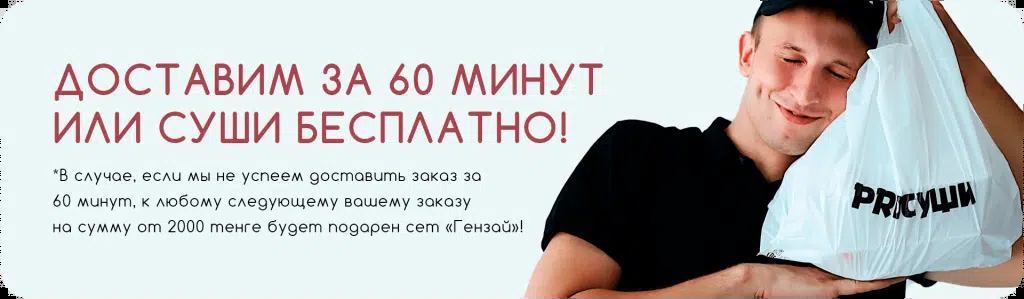 ДОСТАВИМ ЗА 60 МИНУТ
ИЛИ СУШИ БЕСПЛАТНО!
*В случае, если мы не успеем доставить заказ за
60 минут, к любому следующему вашему заказу
на сумму от 2000 тенге будет подарен сет «Гензай»!
PROСУШИ